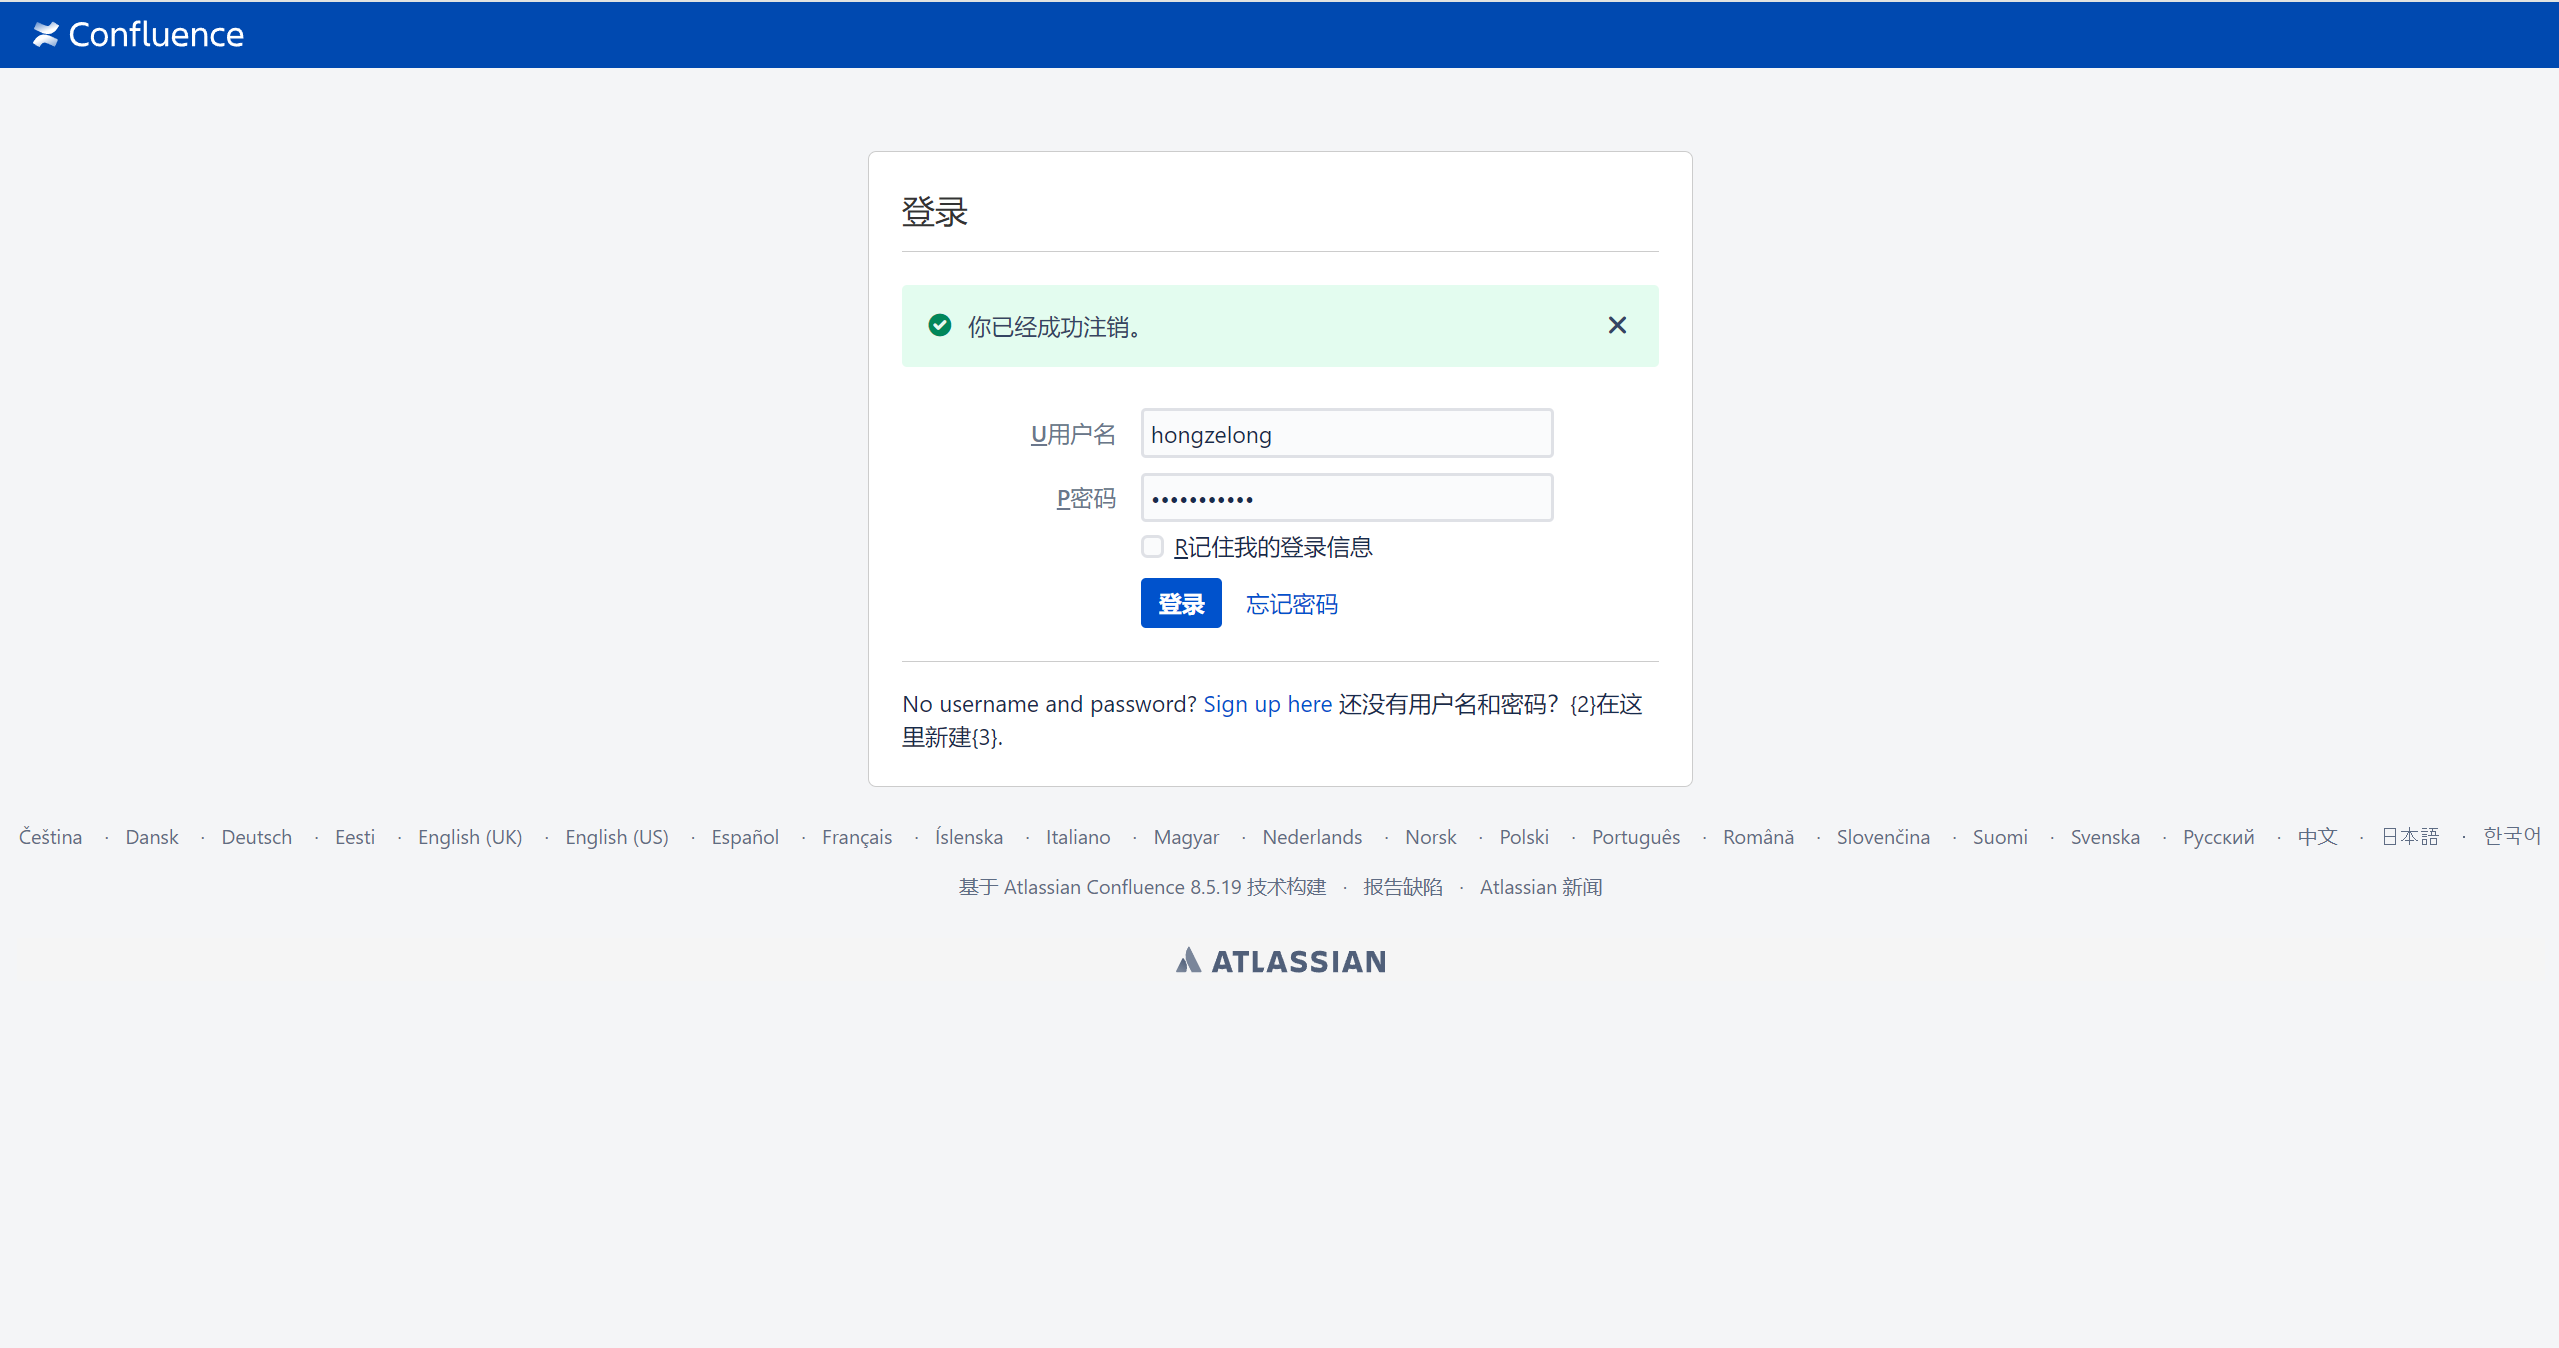 Confluence
登录
你已经成功注销。
U用户名
hongzelong
P密码
•••••••••••
R记住我的登录信息
登录 忘记密码
No username and password? Sign up here 还没有用户名和密码？{2}在这
里新建{3}.
Čeština · Dansk · Deutsch · Eesti · English (UK) · English (US) · Español · Français · Íslenska · Italiano · Magyar · Nederlands · Norsk · Polski · Português · Română · Slovenčina · Suomi · Svenska · Русский · 中文 · 日本語 · 한국어
基于 Atlassian Confluence 8.5.19 技术构建 · 报告缺陷 · Atlassian 新闻
ATLASSIAN